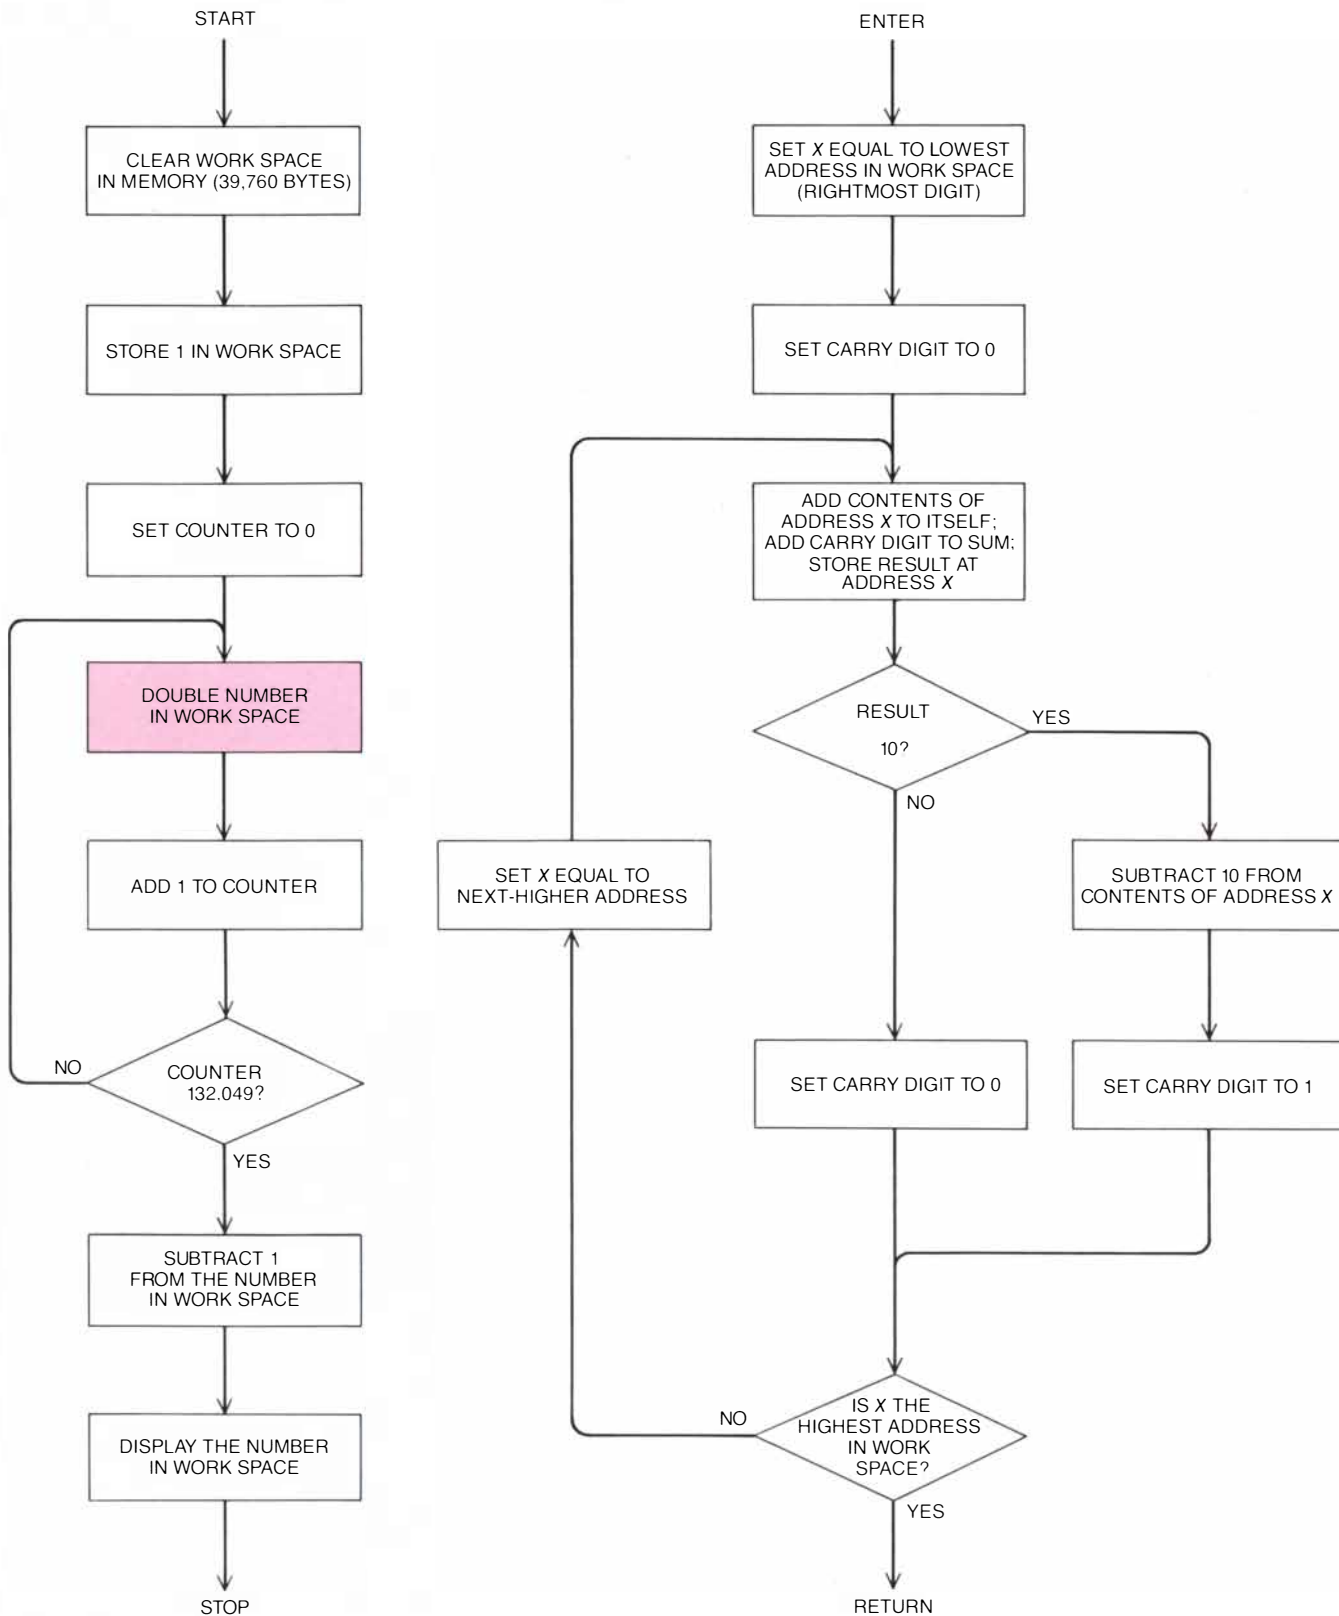 START
CLEAR WORK SPACE
IN MEMORY (39,760 BYTES)
STORE 1 IN WORK SPACE
SET COUNTER TO 0
DOUBLE NUMBER
IN WORK SPACE
ADD 1 TO COUNTER
COUNTER
132.049?
NO
YES
SUBTRACT 1
FROM THE NUMBER
IN WORK SPACE
DISPLAY THE NUMBER
IN WORK SPACE
STOP
ENTER
SET X EQUAL TO LOWEST
ADDRESS IN WORK SPACE
(RIGHTMOST DIGIT)
SET CARRY DIGIT TO 0
ADD CONTENTS OF
ADDRESS X TO ITSELF;
ADD CARRY DIGIT TO SUM;
STORE RESULT AT
ADDRESS X
RESULT
10?
YES
NO
SET X EQUAL TO
NEXT-HIGHER ADDRESS
SUBTRACT 10 FROM
CONTENTS OF ADDRESS X
SET CARRY DIGIT TO 0
SET CARRY DIGIT TO 1
IS X THE
HIGHEST ADDRESS
IN WORK
SPACE?
NO
YES
RETURN